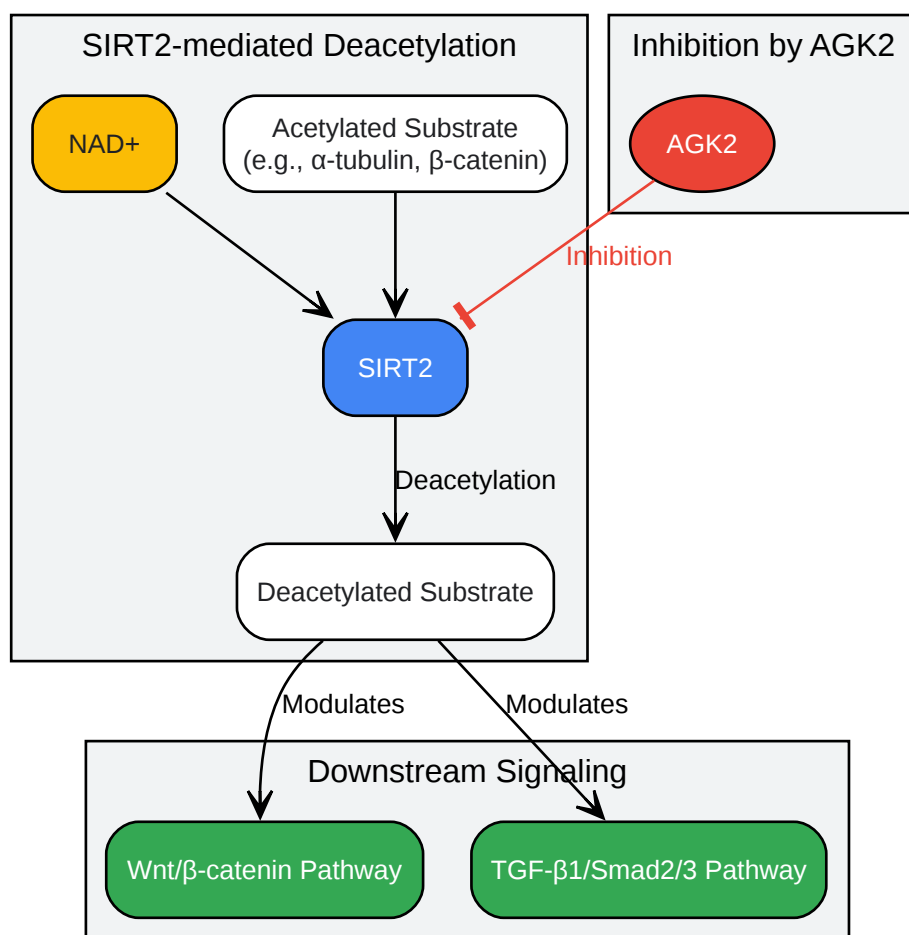 SIRT2-mediated Deacetylation
Inhibition by AGK2
NAD+
Acetylated Substrate
(e.g., α-tubulin, β-catenin)
AGK2
Inhibition
SIRT2
Deacetylation
Deacetylated Substrate
Modulates
Modulates
Downstream Signaling
Wnt/β-catenin Pathway
TGF-β1/Smad2/3 Pathway